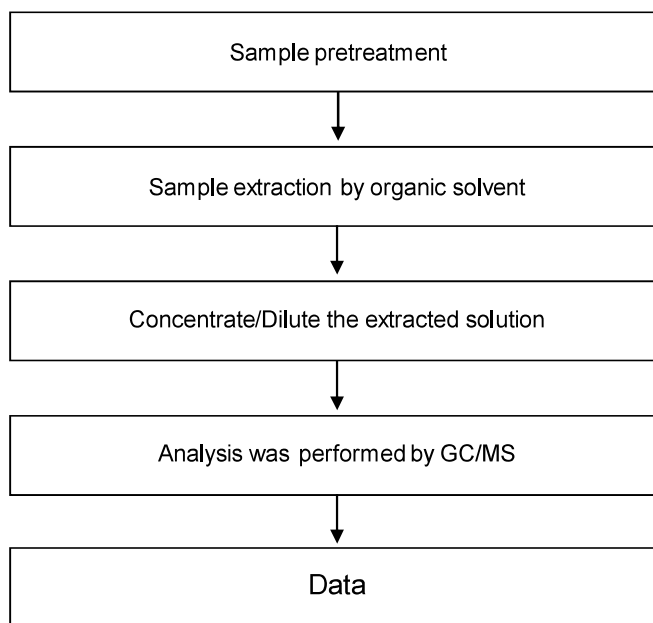 Sample pretreatment
Sample extraction by organic solvent
Concentrate/Dilute the extracted solution
Analysis was performed by GC/MS
Data